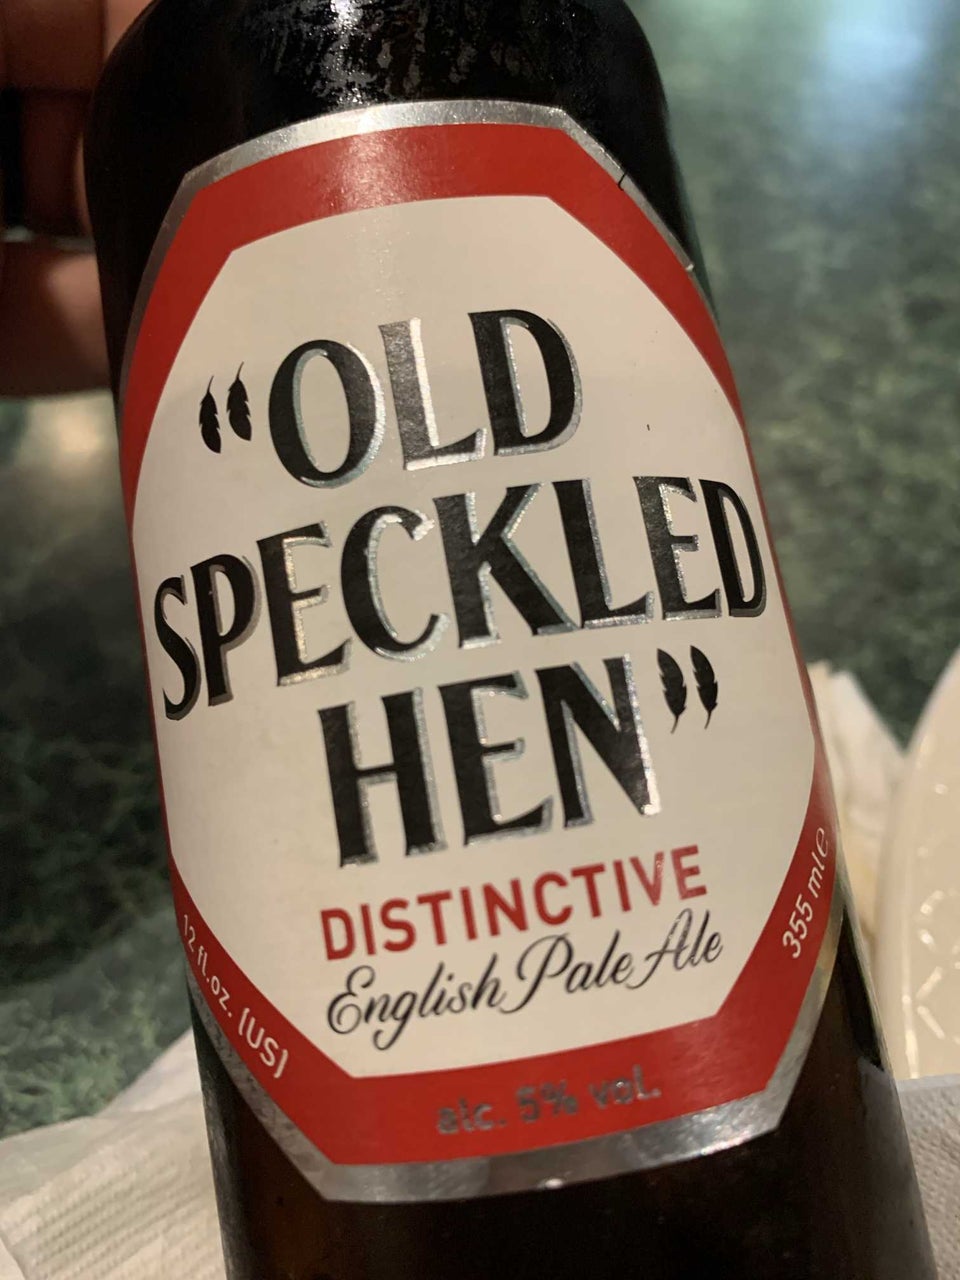 “OLD
SPECKLED
HEN”
DISTINCTIVE
English Pale Ale
12 fl.oz. (US)
355 ml e
alc. 5% vol.